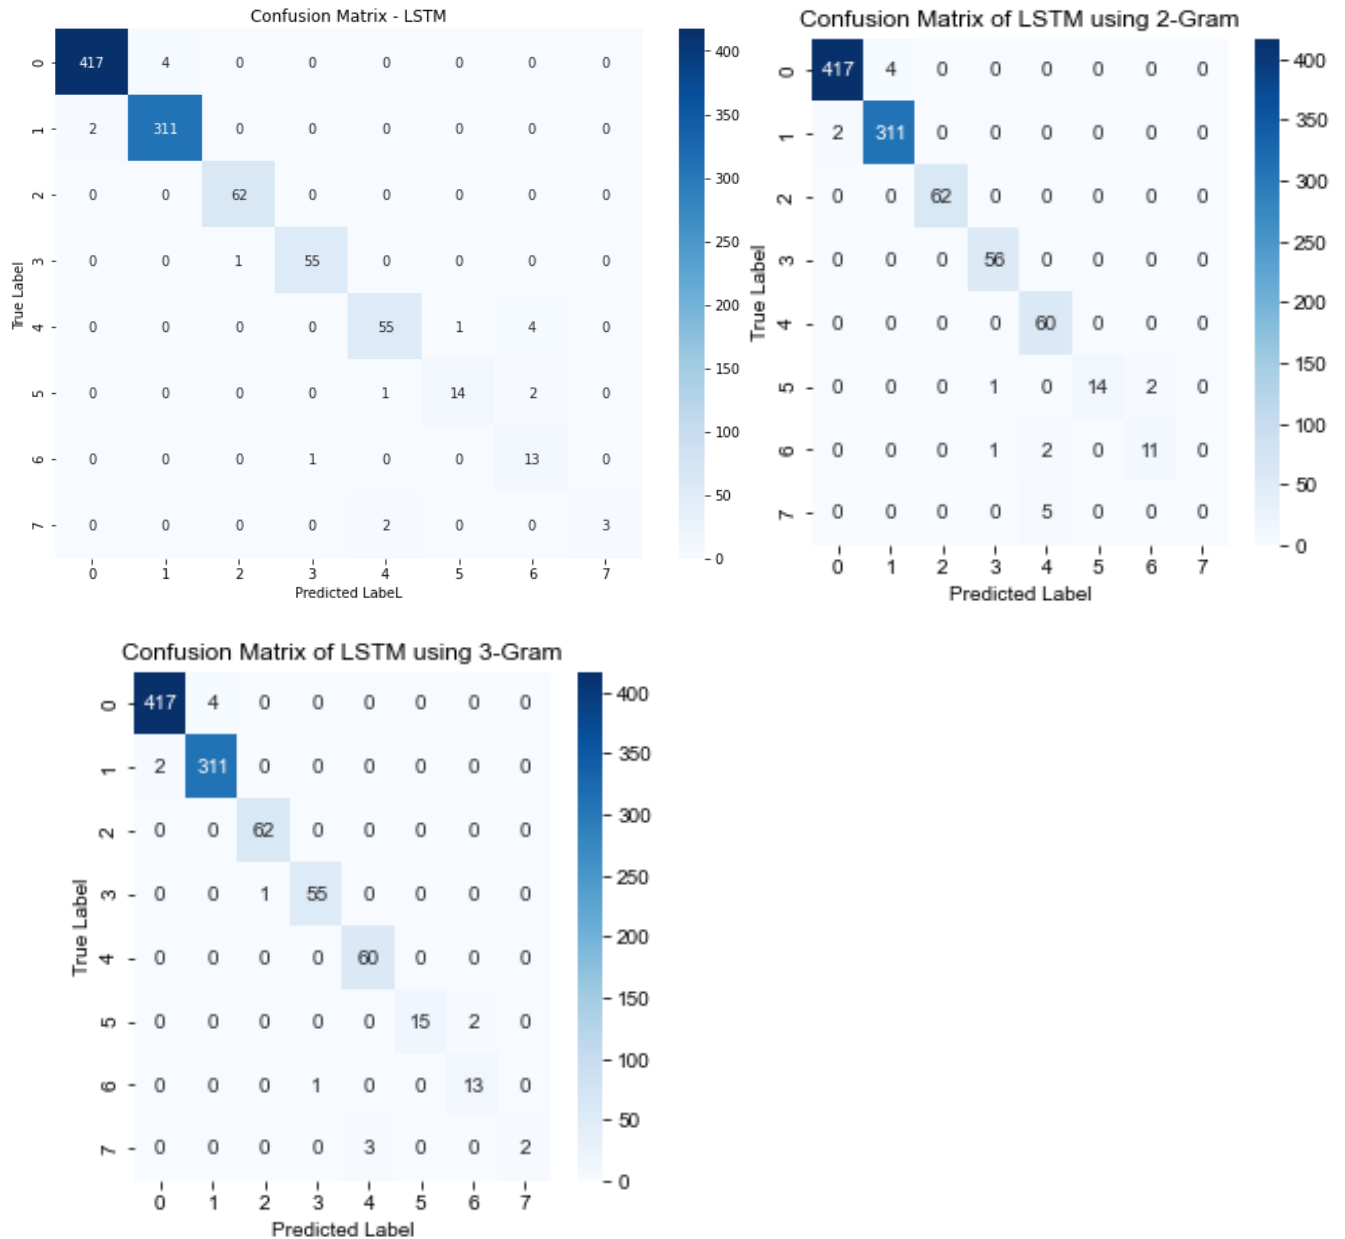 Confusion Matrix - LSTM
0 417 4 0 0 0 0 0 0
1 2 311 0 0 0 0 0 0
2 0 0 62 0 0 0 0 0
3 0 0 1 55 0 0 0 0
4 0 0 0 0 55 1 4 0
5 0 0 0 0 1 14 2 0
6 0 0 0 1 0 0 13 0
7 0 0 0 0 2 0 0 3
0 1 2 3 4 5 6 7
True Label
Predicted LabeL
400
350
300
250
200
150
100
50
0
Confusion Matrix of LSTM using 2-Gram
0 417 4 0 0 0 0 0 0
1 2 311 0 0 0 0 0 0
2 0 0 62 0 0 0 0 0
3 0 0 0 56 0 0 0 0
4 0 0 0 0 60 0 0 0
5 0 0 0 1 0 14 2 0
6 0 0 0 1 2 0 11 0
7 0 0 0 0 5 0 0 0
0 1 2 3 4 5 6 7
True Label
Predicted Label
400
350
300
250
200
150
100
50
0
Confusion Matrix of LSTM using 3-Gram
0 417 4 0 0 0 0 0 0
1 2 311 0 0 0 0 0 0
2 0 0 62 0 0 0 0 0
3 0 0 1 55 0 0 0 0
4 0 0 0 0 60 0 0 0
5 0 0 0 0 0 15 2 0
6 0 0 0 1 0 0 13 0
7 0 0 0 0 3 0 0 2
0 1 2 3 4 5 6 7
True Label
Predicted Label
400
350
300
250
200
150
100
50
0